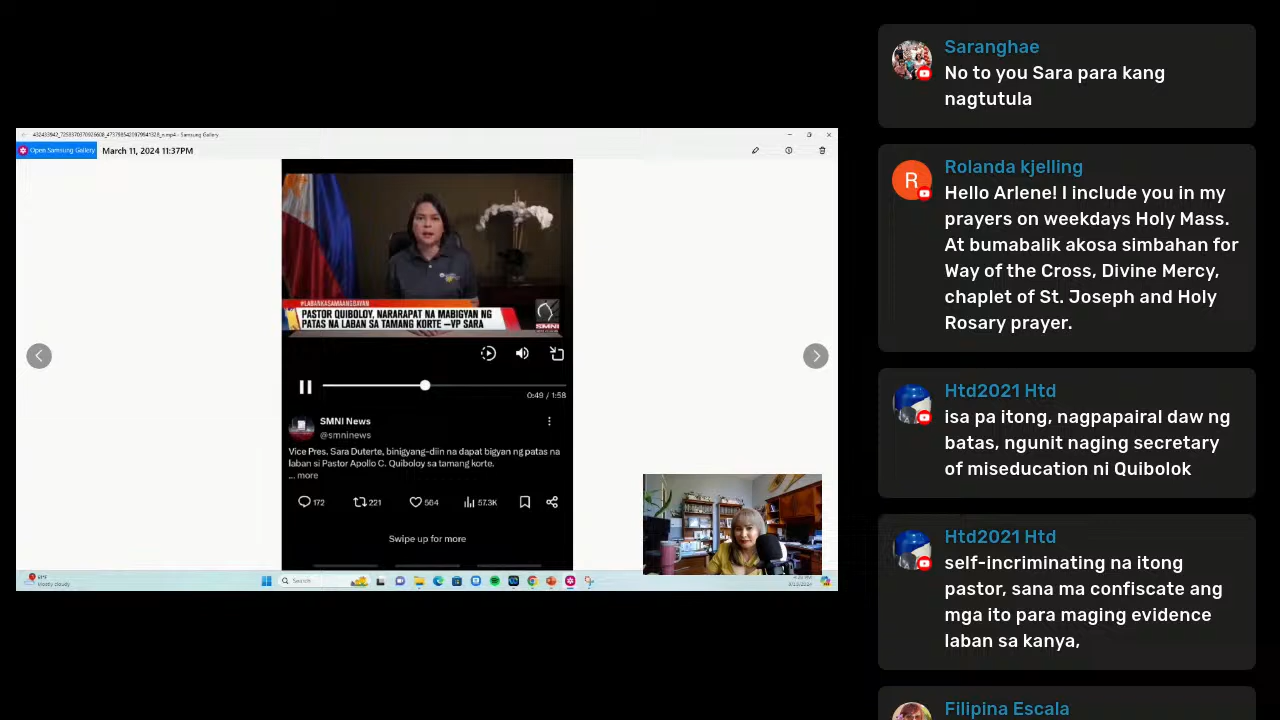 Open Samsung Gallery
March 11, 2024 11:37PM
#LABANKASAMAANGBAYAN
PASTOR QUIBOLOY, NARARAPAT NA MABIGYAN NG
PATAS NA LABAN SA TAMANG KORTE —VP SARA
SMNI
0:49 / 1:58
SMNI News
@smninews
Vice Pres. Sara Duterte, binigyang-diin na dapat bigyan ng patas na
laban si Pastor Apollo C. Quiboloy sa tamang korte.
... more
172
221
564
57.3K
Swipe up for more
Mostly cloudy
Search
Saranghae
No to you Sara para kang
nagtutula
R
Rolanda kjelling
Hello Arlene! I include you in my
prayers on weekdays Holy Mass.
At bumabalik akosa simbahan for
Way of the Cross, Divine Mercy,
chaplet of St. Joseph and Holy
Rosary prayer.
Htd2021 Htd
isa pa itong, nagpapairal daw ng
batas, ngunit naging secretary
of miseducation ni Quibolok
Htd2021 Htd
self-incriminating na itong
pastor, sana ma confiscate ang
mga ito para maging evidence
laban sa kanya,
Filipina Escala